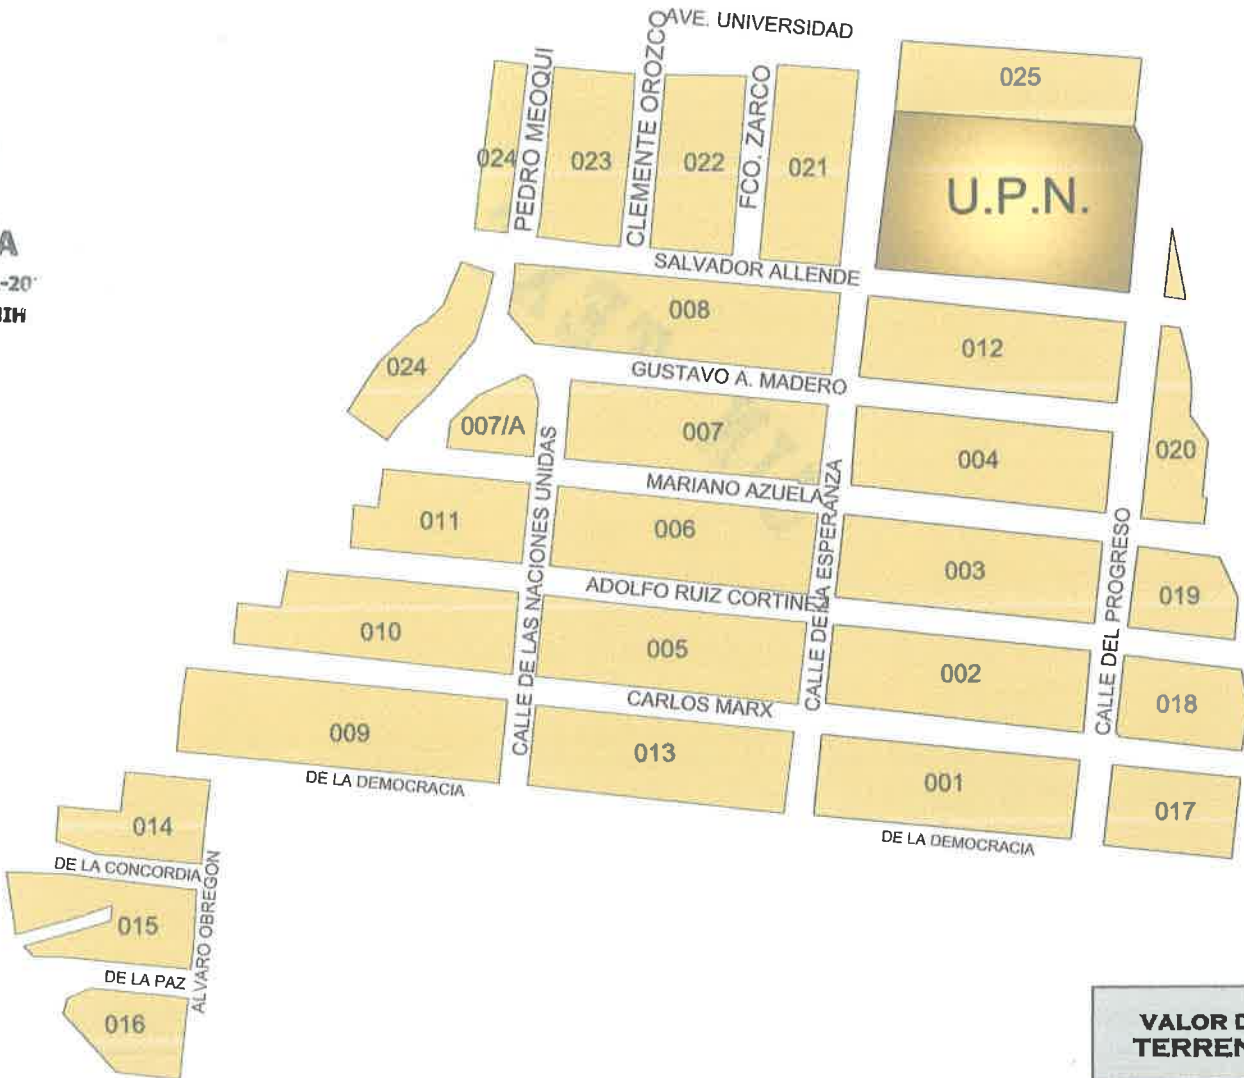 AVE. UNIVERSIDAD
025
PEDRO MEOQUI
CLEMENTE OROZCO
FCO. ZARCO
024
023
022
021
U.P.N.
A
-20
IH
SALVADOR ALLENDE
008
012
024
GUSTAVO A. MADERO
007/A
007
004
020
MARIANO AZUELA
011
006
003
019
CALLE DE LAS NACIONES UNIDAS
CALLE DE LA ESPERANZA
CALLE DEL PROGRESO
ADOLFO RUIZ CORTINE
010
005
002
018
CARLOS MARX
009
013
001
017
DE LA DEMOCRACIA
DE LA DEMOCRACIA
014
DE LA CONCORDIA
ALVARO OBREGON
015
DE LA PAZ
016
VALOR D
TERREN